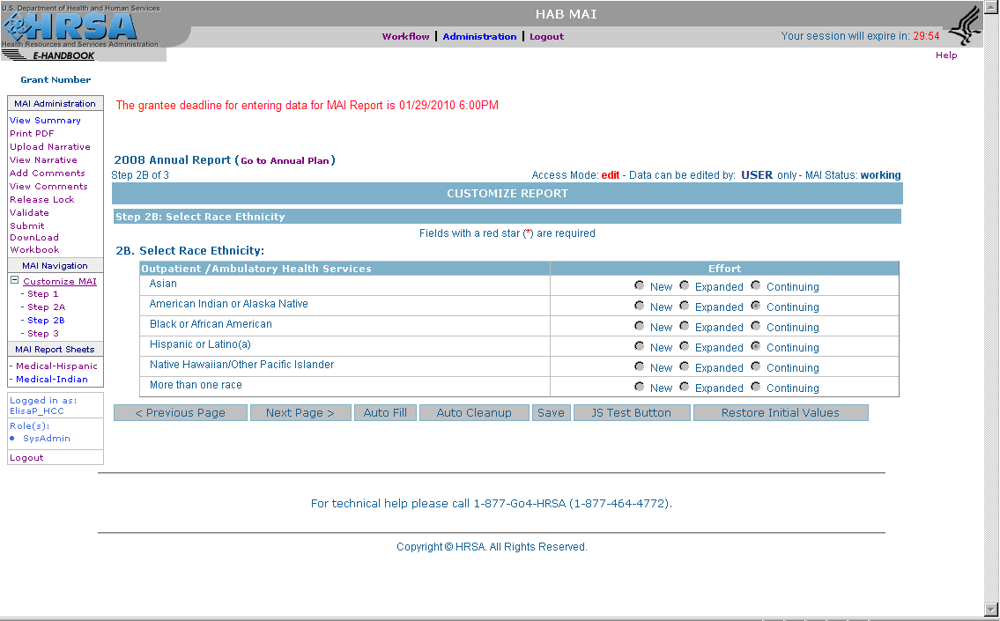 U.S. Department of Health and Human Services
HRSA
Health Resources and Services Administration
E-HANDBOOK
HAB MAI
Workflow | Administration | Logout
Your session will expire in: 29:54
Help
Grant Number
MAI Administration
View Summary
Print PDF
Upload Narrative
View Narrative
Add Comments
View Comments
Release Lock
Validate
Submit
DownLoad
Workbook
MAI Navigation
Customize MAI
- Step 1
- Step 2A
- Step 2B
- Step 3
MAI Report Sheets
- Medical-Hispanic
- Medical-Indian
Logged in as:
ElisaP_HCC
Role(s):
• SysAdmin
Logout
The grantee deadline for entering data for MAI Report is 01/29/2010 6:00PM
2008 Annual Report (Go to Annual Plan)
Step 2B of 3
Access Mode: edit - Data can be edited by: USER only - MAI Status: working
CUSTOMIZE REPORT
Step 2B: Select Race Ethnicity
Fields with a red star (*) are required
2B. Select Race Ethnicity:
Outpatient /Ambulatory Health Services Effort
Asian New Expanded Continuing
American Indian or Alaska Native New Expanded Continuing
Black or African American New Expanded Continuing
Hispanic or Latino(a) New Expanded Continuing
Native Hawaiian/Other Pacific Islander New Expanded Continuing
More than one race New Expanded Continuing
< Previous Page Next Page > Auto Fill Auto Cleanup Save JS Test Button Restore Initial Values
For technical help please call 1-877-Go4-HRSA (1-877-464-4772).
Copyright © HRSA. All Rights Reserved.